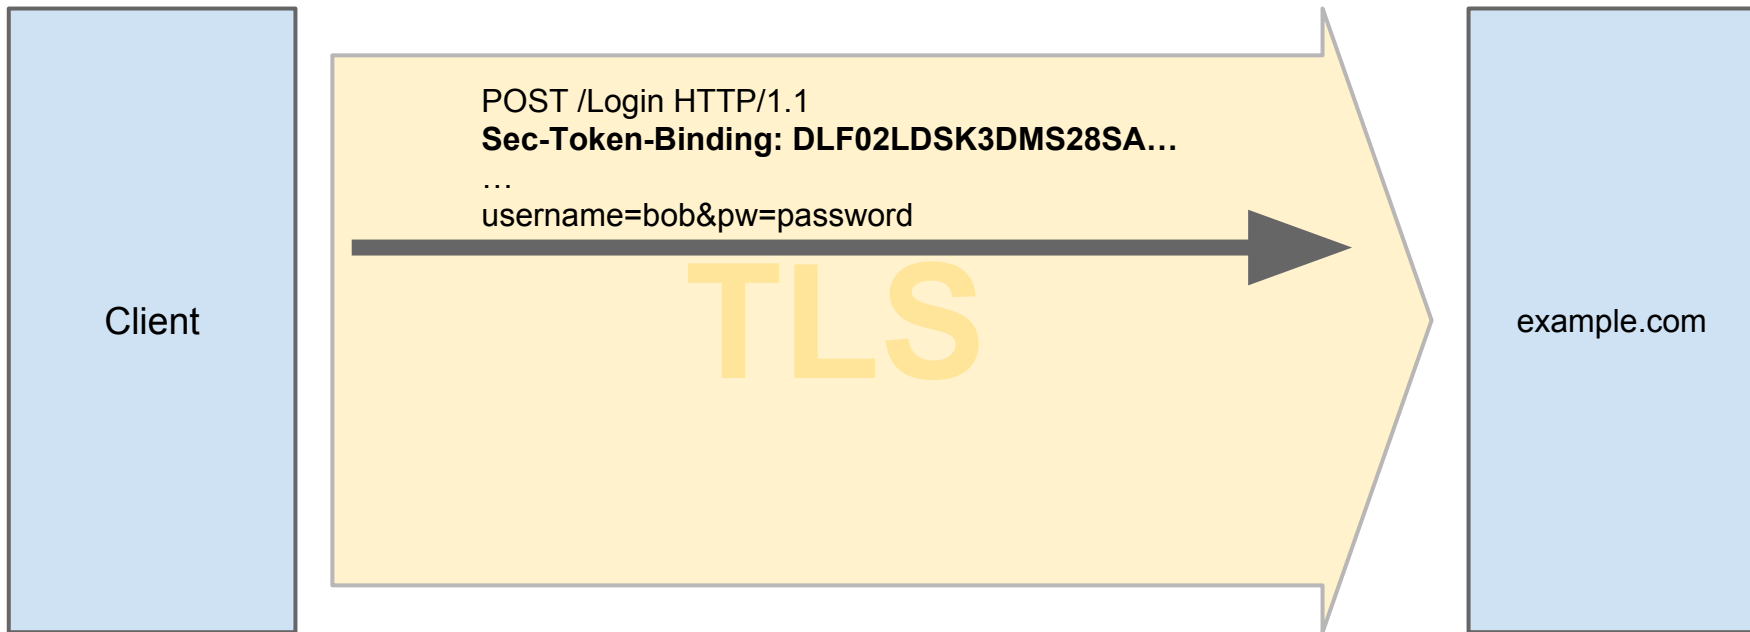 Client
POST /Login HTTP/1.1
Sec-Token-Binding: DLF02LDSK3DMS28SA…
…
username=bob&pw=password
TLS
example.com